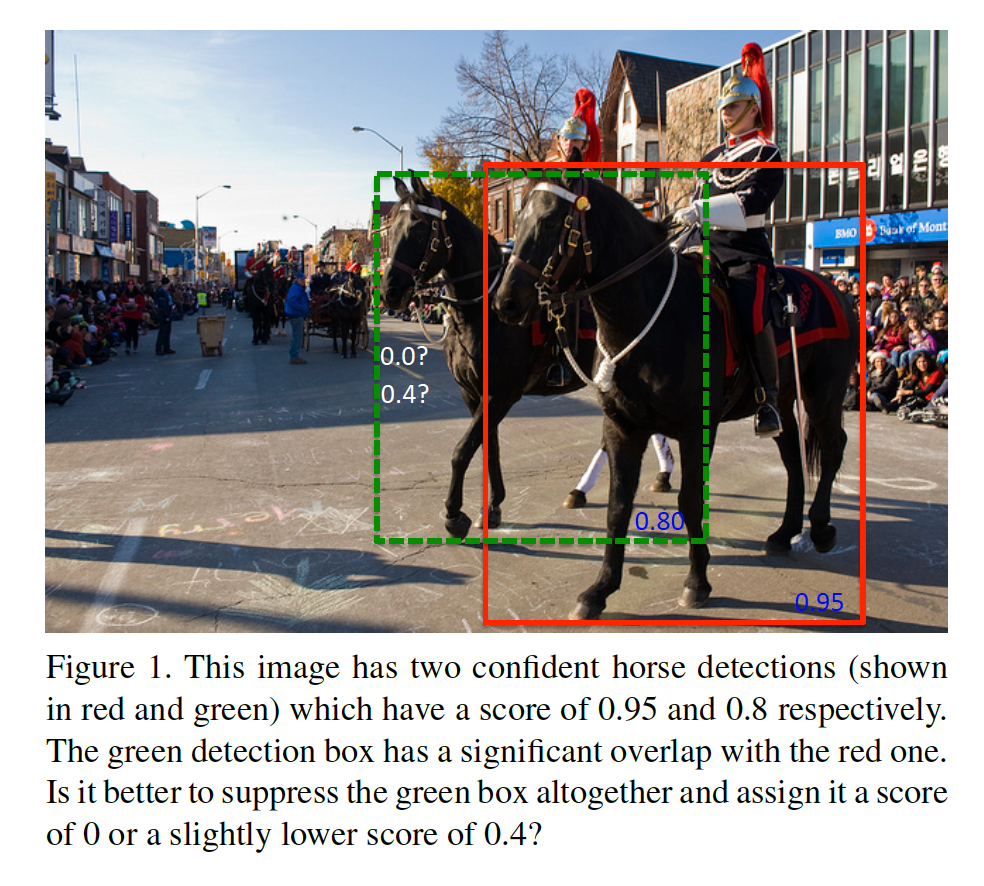 BMO Bank of Mont
0.0?
0.4?
0.80
0.95
Figure 1. This image has two confident horse detections (shown
in red and green) which have a score of 0.95 and 0.8 respectively.
The green detection box has a significant overlap with the red one.
Is it better to suppress the green box altogether and assign it a score
of 0 or a slightly lower score of 0.4?